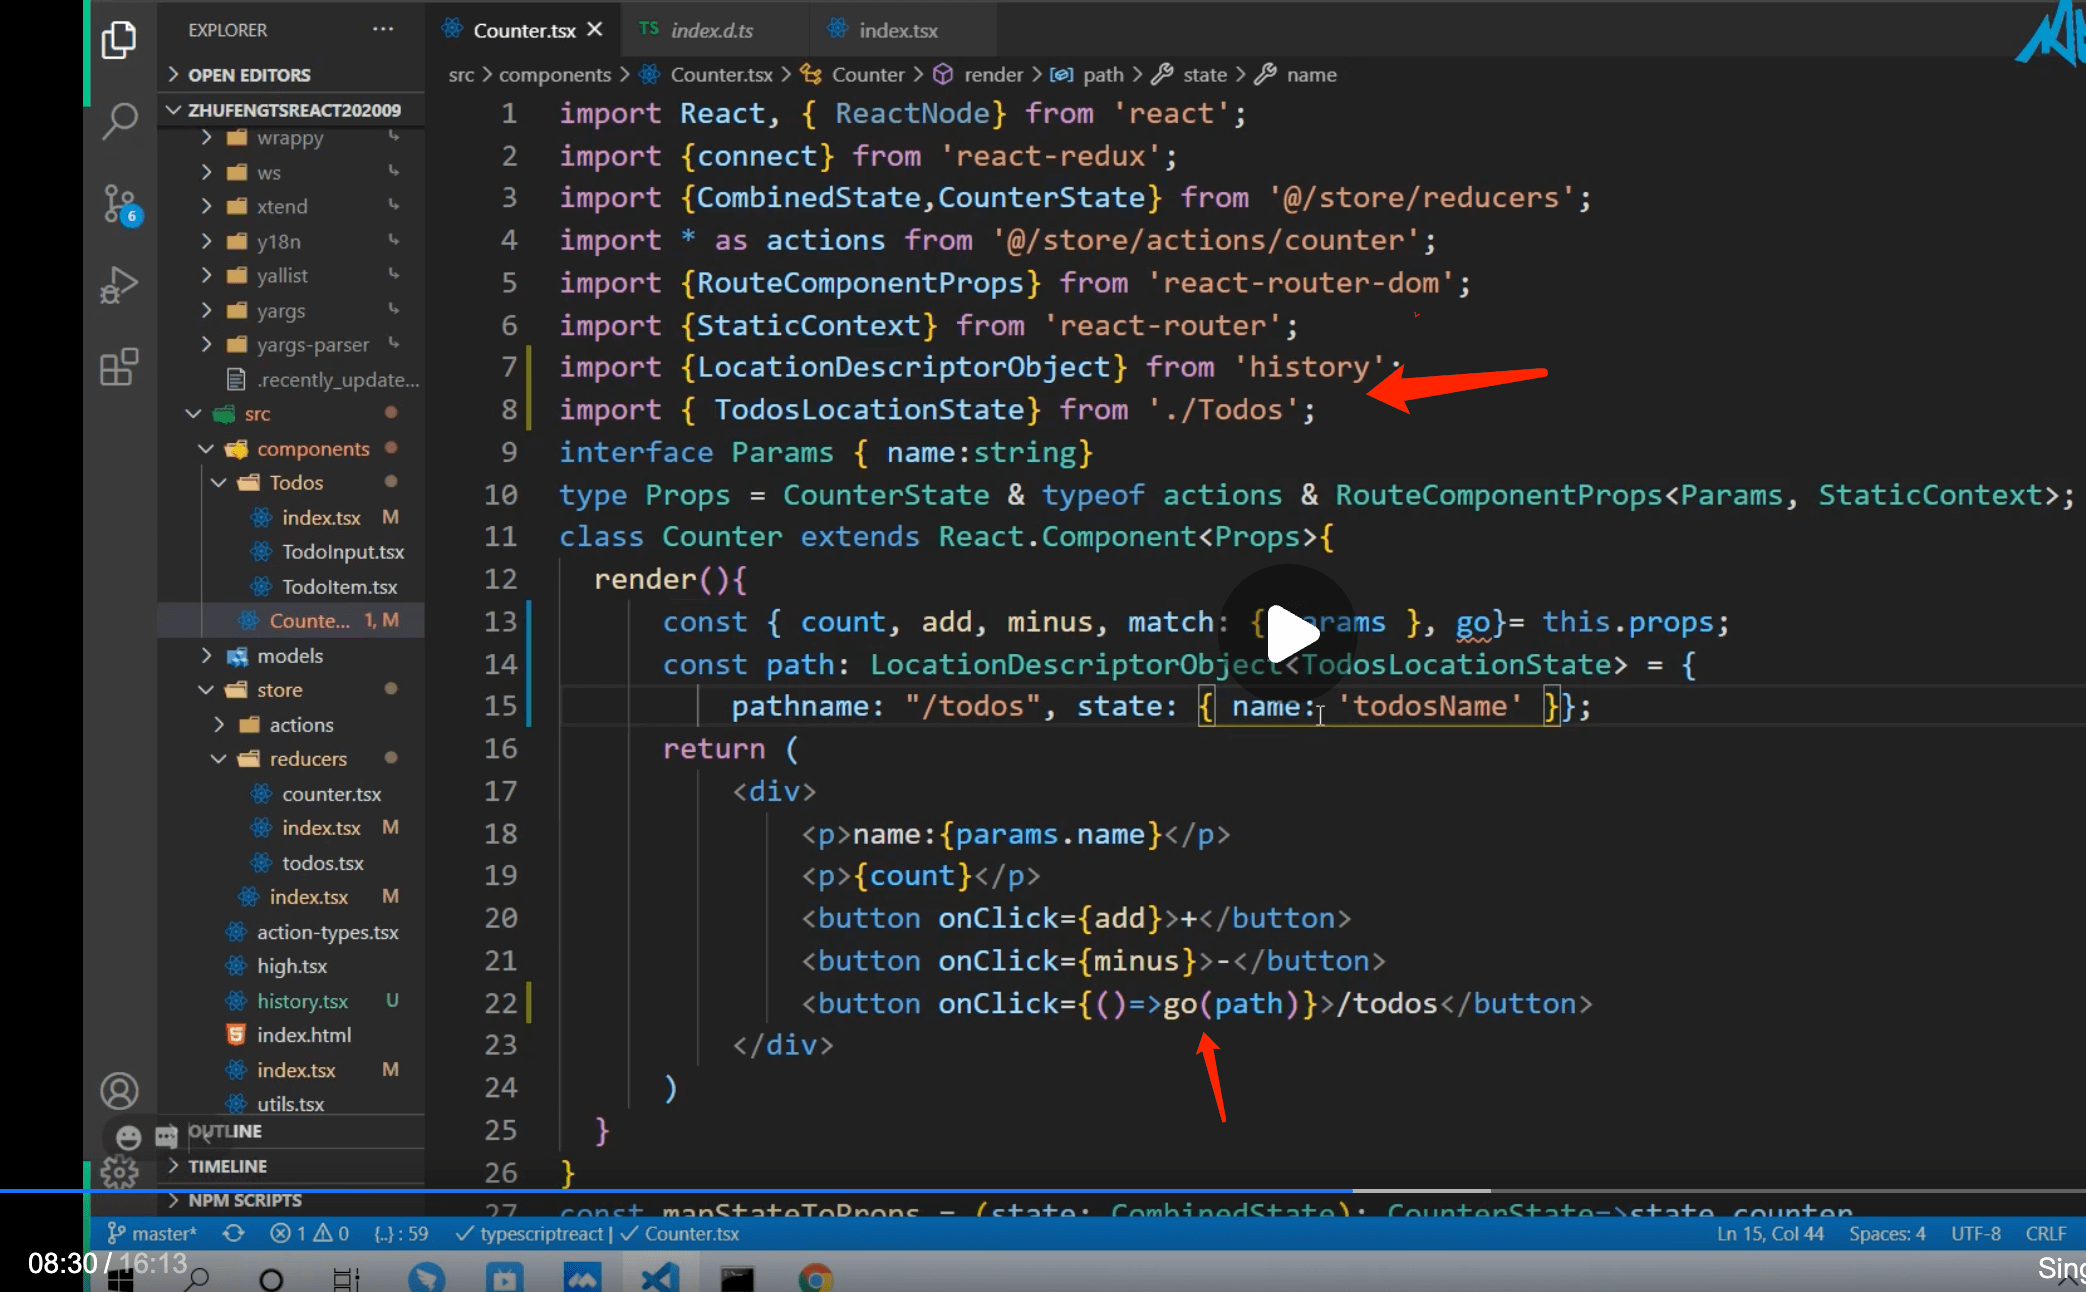 EXPLORER
···
OPEN EDITORS
ZHUFENGTSREACT202009
wrappy
ws
xtend
y18n
yallist
yargs
yargs-parser
.recently_update...
src
components
Todos
index.tsx M
TodoInput.tsx
TodoItem.tsx
Counte... 1, M
models
store
actions
reducers
counter.tsx
index.tsx M
todos.tsx
index.tsx M
action-types.tsx
high.tsx
history.tsx U
index.html
index.tsx M
utils.tsx
OUTLINE
TIMELINE
NPM SCRIPTS
6
Counter.tsx
TS index.d.ts
index.tsx
src > components > Counter.tsx > Counter > render > path > state > name
1 import React, { ReactNode} from 'react';
2 import {connect} from 'react-redux';
3 import {CombinedState,CounterState} from '@/store/reducers';
4 import * as actions from '@/store/actions/counter';
5 import {RouteComponentProps} from 'react-router-dom';
6 import {StaticContext} from 'react-router';
7 import {LocationDescriptorObject} from 'history';
8 import { TodosLocationState} from './Todos';
9 interface Params { name:string}
10 type Props = CounterState & typeof actions & RouteComponentProps<Params, StaticContext>;
11 class Counter extends React.Component<Props>{
12 render(){
13 const { count, add, minus, match: { params }, go}= this.props;
14 const path: LocationDescriptorObject<TodosLocationState> = {
15 pathname: "/todos", state: { name: 'todosName' }};
16 return (
17 <div>
18 <p>name:{params.name}</p>
19 <p>{count}</p>
20 <button onClick={add}>+</button>
21 <button onClick={minus}>-</button>
22 <button onClick={()=>go(path)}>/todos</button>
23 </div>
24 )
25 }
26 }
27 const mapStateToProps = (state: CombinedState): CounterState=>state.counter
master* 1 0 {..} : 59 typescriptreact | Counter.tsx
Ln 15, Col 44 Spaces: 4 UTF-8 CRLF
08:30 / 16:13